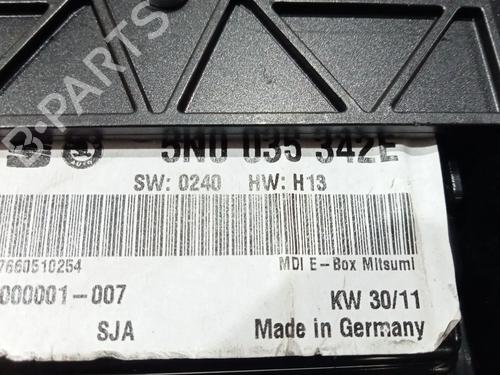 B-PARTS
AUTO
5N0 035 342E
SW: 0240 HW: H13
7660510254
MDI E-Box Mitsumi
000001-007
KW 30/11
SJA
Made in Germany